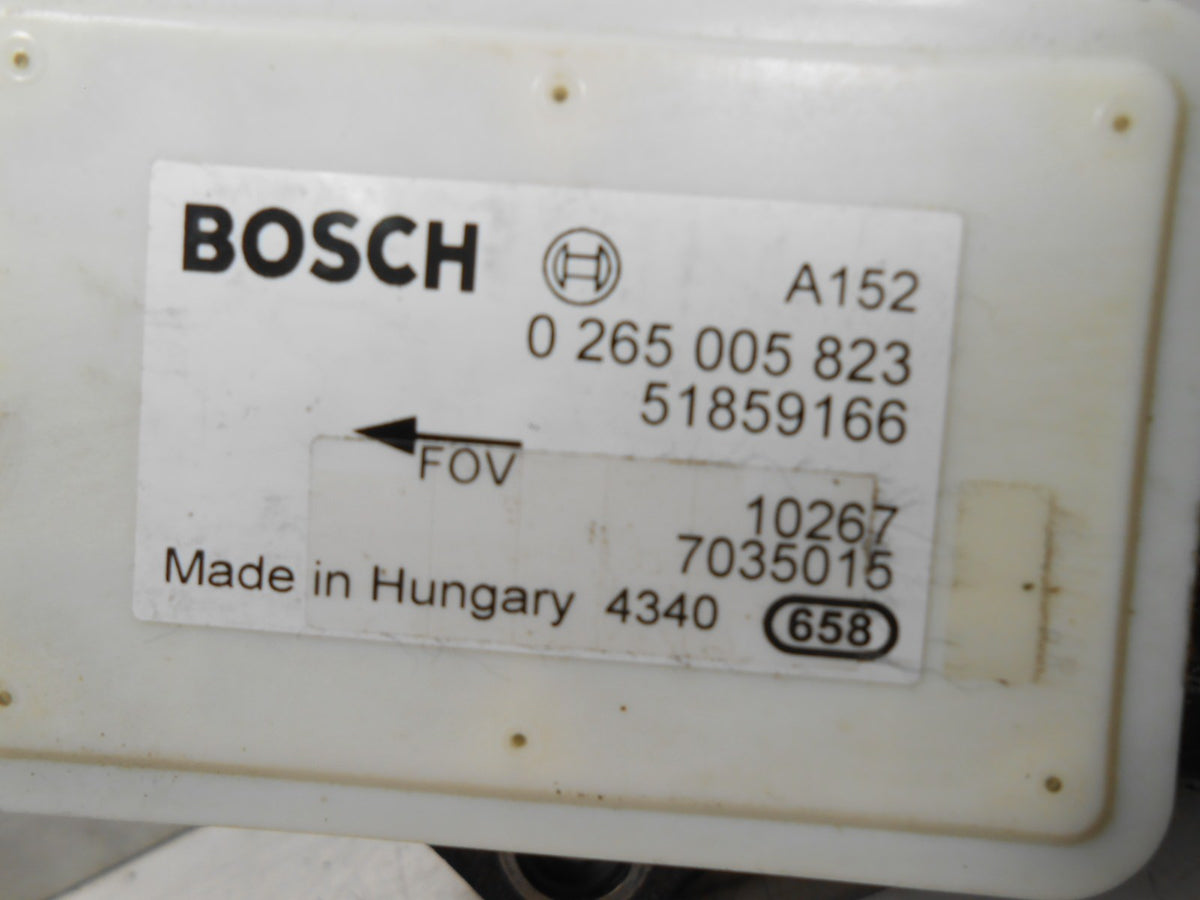 BOSCH A152
0 265 005 823
51859166
FOV
10267
7035015
Made in Hungary 4340 658